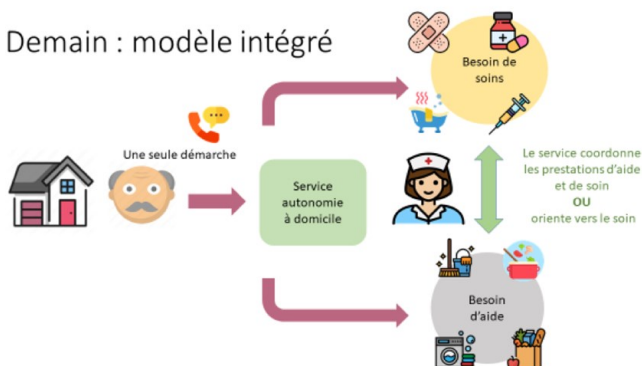 Demain : modèle intégré
Une seule démarche
Service
autonomie
à domicile
Besoin de
soins
Le service coordonne
les prestations d'aide
et de soin
OU
oriente vers le soin
Besoin
d'aide